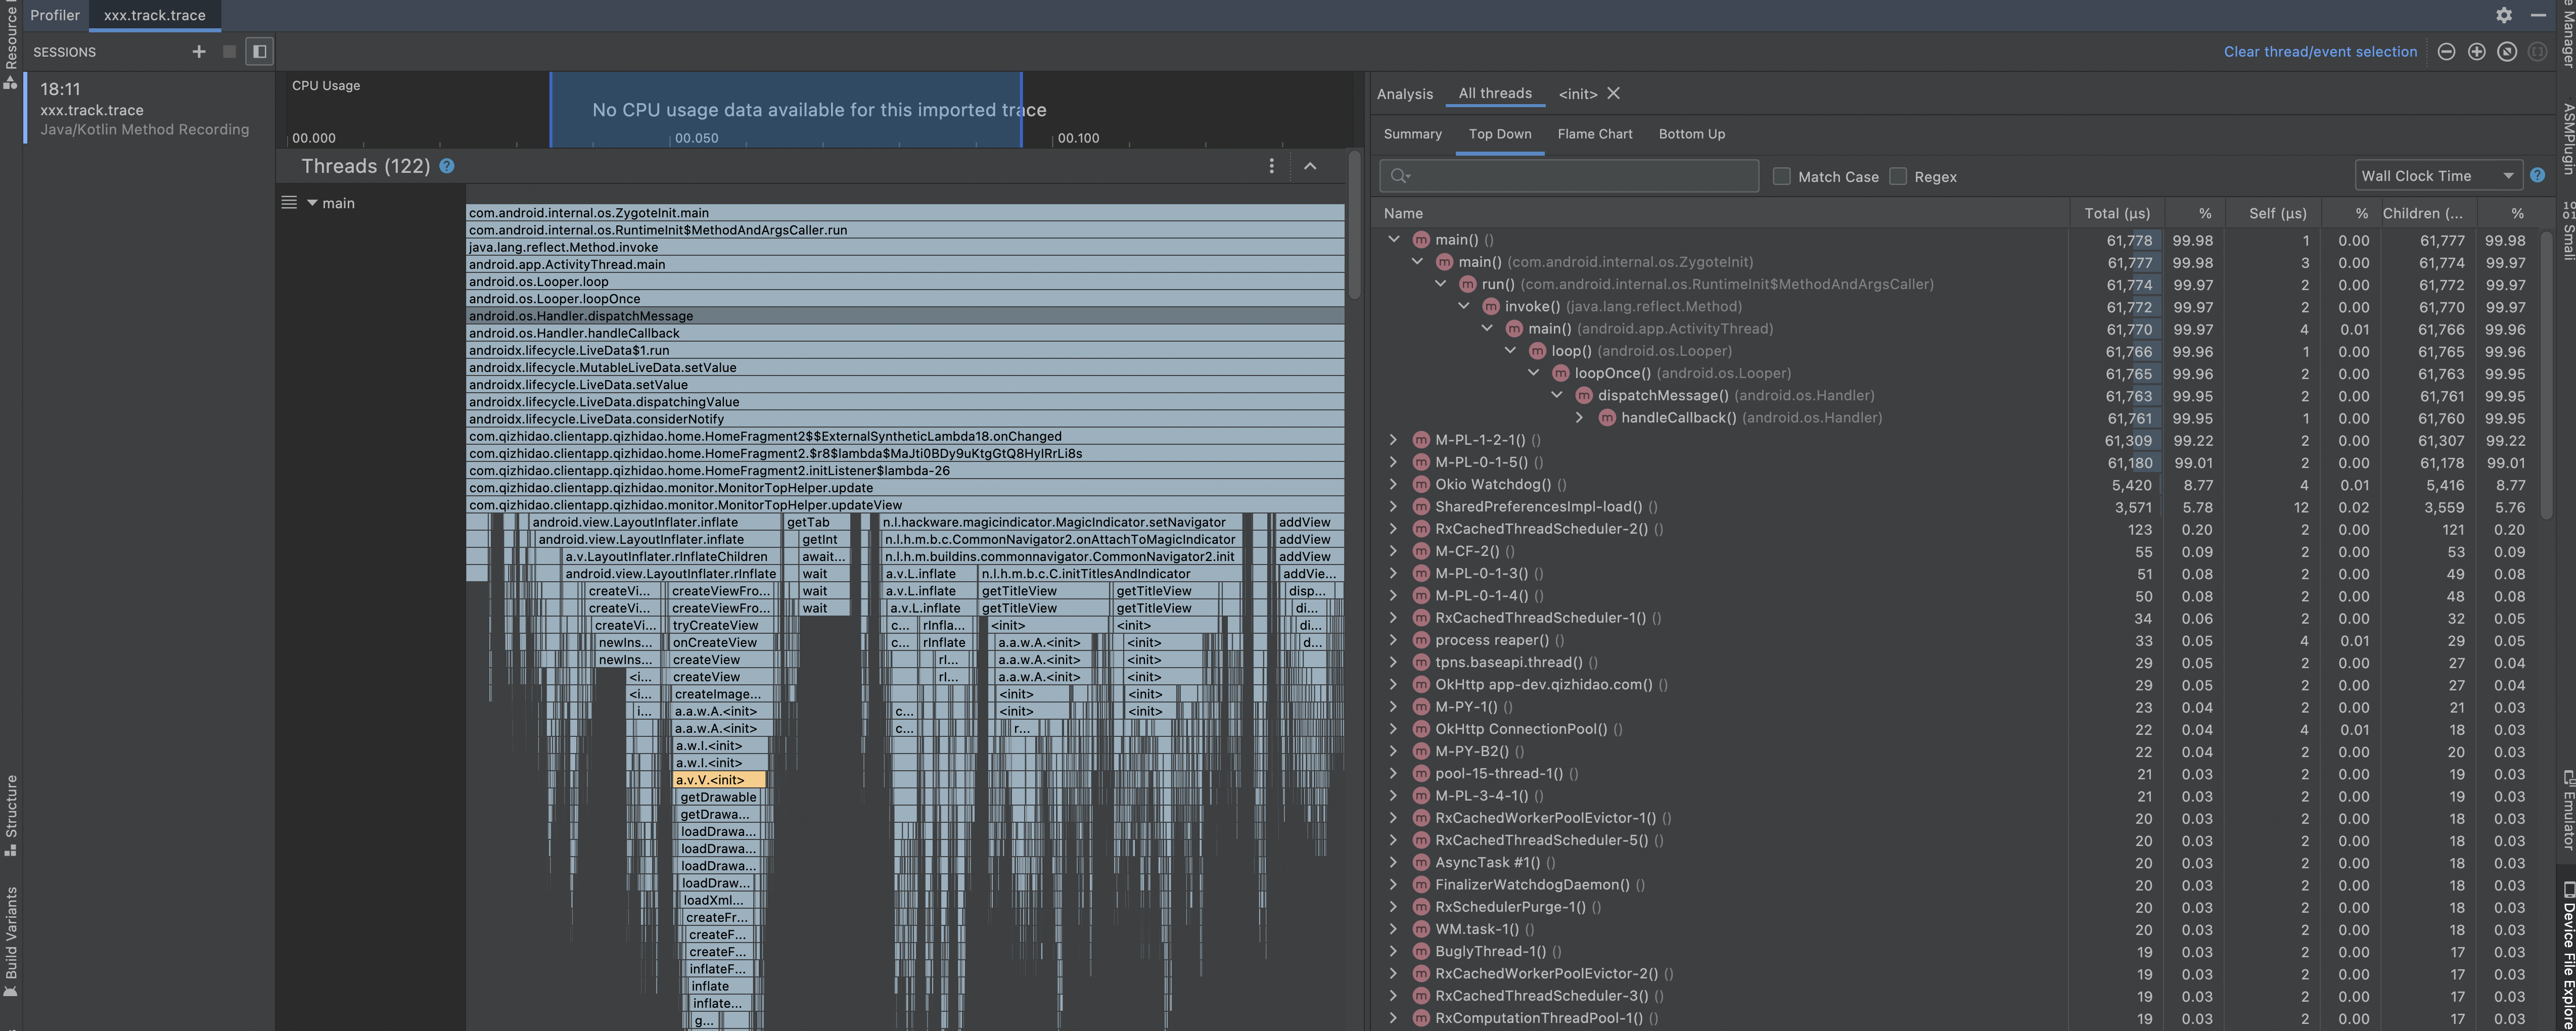 Profiler
xxx.track.trace
SESSIONS
18:11
xxx.track.trace
Java/Kotlin Method Recording
Resource
Structure
Build Variants
CPU Usage
No CPU usage data available for this imported trace
00.000
00.050
00.100
Threads (122)
main
com.android.internal.os.ZygoteInit.main
com.android.internal.os.RuntimeInit$MethodAndArgsCaller.run
java.lang.reflect.Method.invoke
android.app.ActivityThread.main
android.os.Looper.loop
android.os.Looper.loopOnce
android.os.Handler.dispatchMessage
android.os.Handler.handleCallback
androidx.lifecycle.LiveData$1.run
androidx.lifecycle.MutableLiveData.setValue
androidx.lifecycle.LiveData.setValue
androidx.lifecycle.LiveData.dispatchingValue
androidx.lifecycle.LiveData.considerNotify
com.qizhidao.clientapp.qizhidao.home.HomeFragment2$$ExternalSyntheticLambda18.onChanged
com.qizhidao.clientapp.qizhidao.home.HomeFragment2.$r8$lambda$MaJti0BDy9uKtgGtQ8HyIRrLi8s
com.qizhidao.clientapp.qizhidao.home.HomeFragment2.initListener$lambda-26
com.qizhidao.clientapp.qizhidao.monitor.MonitorTopHelper.update
com.qizhidao.clientapp.qizhidao.monitor.MonitorTopHelper.updateView
android.view.LayoutInflater.inflate getTab n.l.hackware.magicindicator.MagicIndicator.setNavigator addView
android.view.LayoutInflater.inflate getInt n.l.h.m.b.c.CommonNavigator2.onAttachToMagicIndicator addView
a.v.LayoutInflater.rInflateChildren await... n.l.h.m.buildins.commonnavigator.CommonNavigator2.init addView
android.view.LayoutInflater.rInflate wait a.v.L.inflate n.l.h.m.b.c.C.initTitlesAndIndicator addVie...
createVi... createViewFro... wait a.v.L.inflate getTitleView getTitleView disp...
createVi... createViewFro... wait a.v.L.inflate getTitleView getTitleView di...
createVi... tryCreateView c... rInfla... <init> <init> di...
newIns... onCreateView c... rInflate a.a.w.A.<init> <init> d...
newIns... createView rI... a.a.w.A.<init> <init>
<i... createView rI... a.a.w.A.<init> <init>
<i... createImage... <init> <init>
i... a.a.w.A.<init> c... <init> <init>
a.a.w.A.<init> c... r...
a.w.I.<init>
a.w.I.<init>
a.v.V.<init>
getDrawable
getDrawa...
loadDrawa...
loadDrawa...
loadDrawa...
loadDraw...
loadXml...
createFr...
createF...
createF...
inflateF...
inflate
inflate...
g...
Clear thread/event selection
Analysis All threads <init>
Summary Top Down Flame Chart Bottom Up
Match Case Regex Wall Clock Time
Name Total (μs) % Self (μs) % Children (... %
main() () 61,778 99.98 1 0.00 61,777 99.98
main() (com.android.internal.os.ZygoteInit) 61,777 99.98 3 0.00 61,774 99.97
run() (com.android.internal.os.RuntimeInit$MethodAndArgsCaller) 61,774 99.97 2 0.00 61,772 99.97
invoke() (java.lang.reflect.Method) 61,772 99.97 2 0.00 61,770 99.97
main() (android.app.ActivityThread) 61,770 99.97 4 0.01 61,766 99.96
loop() (android.os.Looper) 61,766 99.96 1 0.00 61,765 99.96
loopOnce() (android.os.Looper) 61,765 99.96 2 0.00 61,763 99.95
dispatchMessage() (android.os.Handler) 61,763 99.95 2 0.00 61,761 99.95
handleCallback() (android.os.Handler) 61,761 99.95 1 0.00 61,760 99.95
M-PL-1-2-1() () 61,309 99.22 2 0.00 61,307 99.22
M-PL-0-1-5() () 61,180 99.01 2 0.00 61,178 99.01
Okio Watchdog() () 5,420 8.77 4 0.01 5,416 8.77
SharedPreferencesImpl-load() () 3,571 5.78 12 0.02 3,559 5.76
RxCachedThreadScheduler-2() () 123 0.20 2 0.00 121 0.20
M-CF-2() () 55 0.09 2 0.00 53 0.09
M-PL-0-1-3() () 51 0.08 2 0.00 49 0.08
M-PL-0-1-4() () 50 0.08 2 0.00 48 0.08
RxCachedThreadScheduler-1() () 34 0.06 2 0.00 32 0.05
process reaper() () 33 0.05 4 0.01 29 0.05
tpns.baseapi.thread() () 29 0.05 2 0.00 27 0.04
OkHttp app-dev.qizhidao.com() () 29 0.05 2 0.00 27 0.04
M-PY-1() () 23 0.04 2 0.00 21 0.03
OkHttp ConnectionPool() () 22 0.04 4 0.01 18 0.03
M-PY-B2() () 22 0.04 2 0.00 20 0.03
pool-15-thread-1() () 21 0.03 2 0.00 19 0.03
M-PL-3-4-1() () 21 0.03 2 0.00 19 0.03
RxCachedWorkerPoolEvictor-1() () 20 0.03 2 0.00 18 0.03
RxCachedThreadScheduler-5() () 20 0.03 2 0.00 18 0.03
AsyncTask #1() () 20 0.03 2 0.00 18 0.03
FinalizerWatchdogDaemon() () 20 0.03 2 0.00 18 0.03
RxSchedulerPurge-1() () 20 0.03 2 0.00 18 0.03
WM.task-1() () 20 0.03 2 0.00 18 0.03
BuglyThread-1() () 19 0.03 2 0.00 17 0.03
RxCachedWorkerPoolEvictor-2() () 19 0.03 2 0.00 17 0.03
RxCachedThreadScheduler-3() () 19 0.03 2 0.00 17 0.03
RxComputationThreadPool-1() () 19 0.03 2 0.00 17 0.03
e Manager
ASMPlugin
Smali
Emulator
Device File Explore